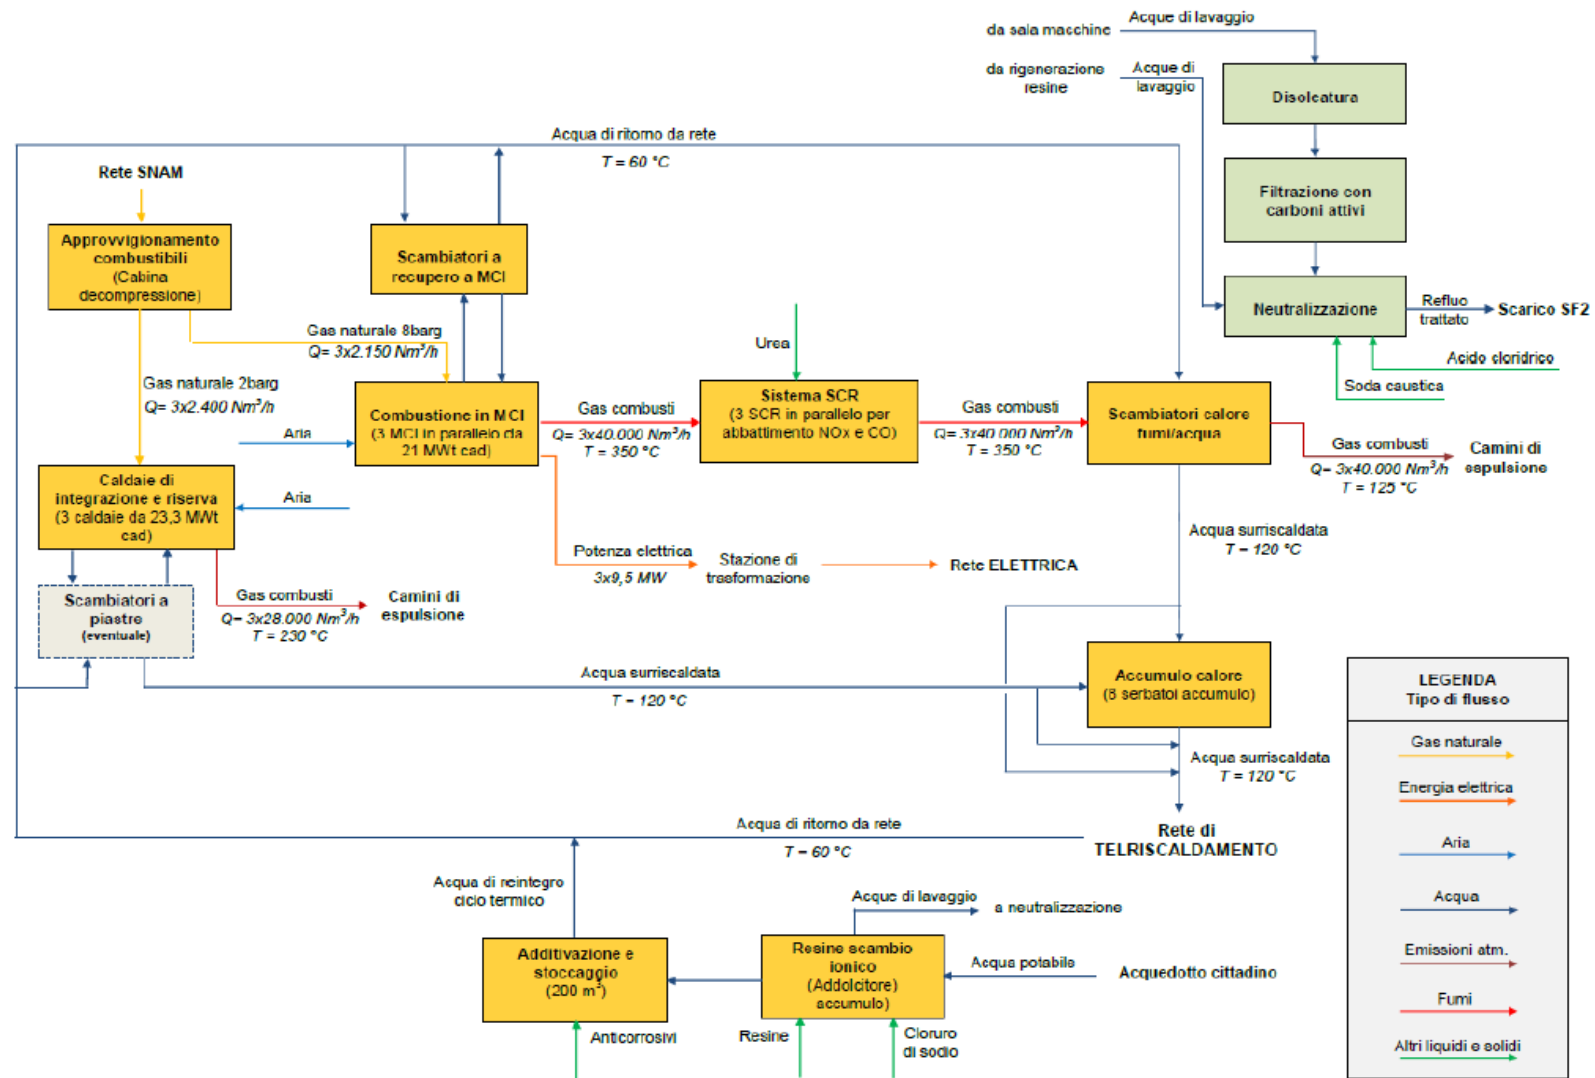 da sala macchine
Acque di lavaggio
da rigenerazione
resine
Acque di
lavaggio
Disoleatura
Filtrazione con
carboni attivi
Neutralizzazione
Refluo
trattato
Scarico SF2
Acido cloridrico
Soda caustica
Acqua di ritorno da rete
T = 60 °C
Rete SNAM
Approvvigionamento
combustibili
(Cabina
decompressione)
Scambiatori a
recupero a MCI
Gas naturale 8barg
Q= 3x2.150 Nm³/h
Gas naturale 2barg
Q= 3x2.400 Nm³/h
Urea
Aria
Combustione in MCI
(3 MCI in parallelo da
21 MWt cad)
Gas combusti
Q= 3x40.000 Nm³/h
T = 350 °C
Sistema SCR
(3 SCR in parallelo per
abbattimento NOx e CO)
Gas combusti
Q= 3x40.000 Nm³/h
T = 350 °C
Scambiatori calore
fumi/acqua
Gas combusti
Q= 3x40.000 Nm³/h
T = 125 °C
Camini di
espulsione
Caldaie di
integrazione e riserva
(3 caldaie da 23,3 MWt
cad)
Aria
Potenza elettrica
3x9,5 MW
Stazione di
trasformazione
Rete ELETTRICA
Acqua surriscaldata
T = 120 °C
Scambiatori a
piastre
(eventuale)
Gas combusti
Q= 3x28.000 Nm³/h
T = 230 °C
Camini di
espulsione
Acqua surriscaldata
T = 120 °C
Accumulo calore
(8 serbatoi accumulo)
Acqua surriscaldata
T = 120 °C
Acqua di ritorno da rete
T = 60 °C
Rete di
TELRISCALDAMENTO
Acqua di reintegro
ciclo termico
Acque di lavaggio
a neutralizzazione
Additivazione e
stoccaggio
(200 m³)
Resine scambio
ionico
(Addolcitore)
accumulo)
Acqua potabile
Acquedotto cittadino
Anticorrosivi
Resine
Cloruro
di sodio
LEGENDA
Tipo di flusso
Gas naturale
Energia elettrica
Aria
Acqua
Emissioni atm.
Fumi
Altri liquidi e solidi